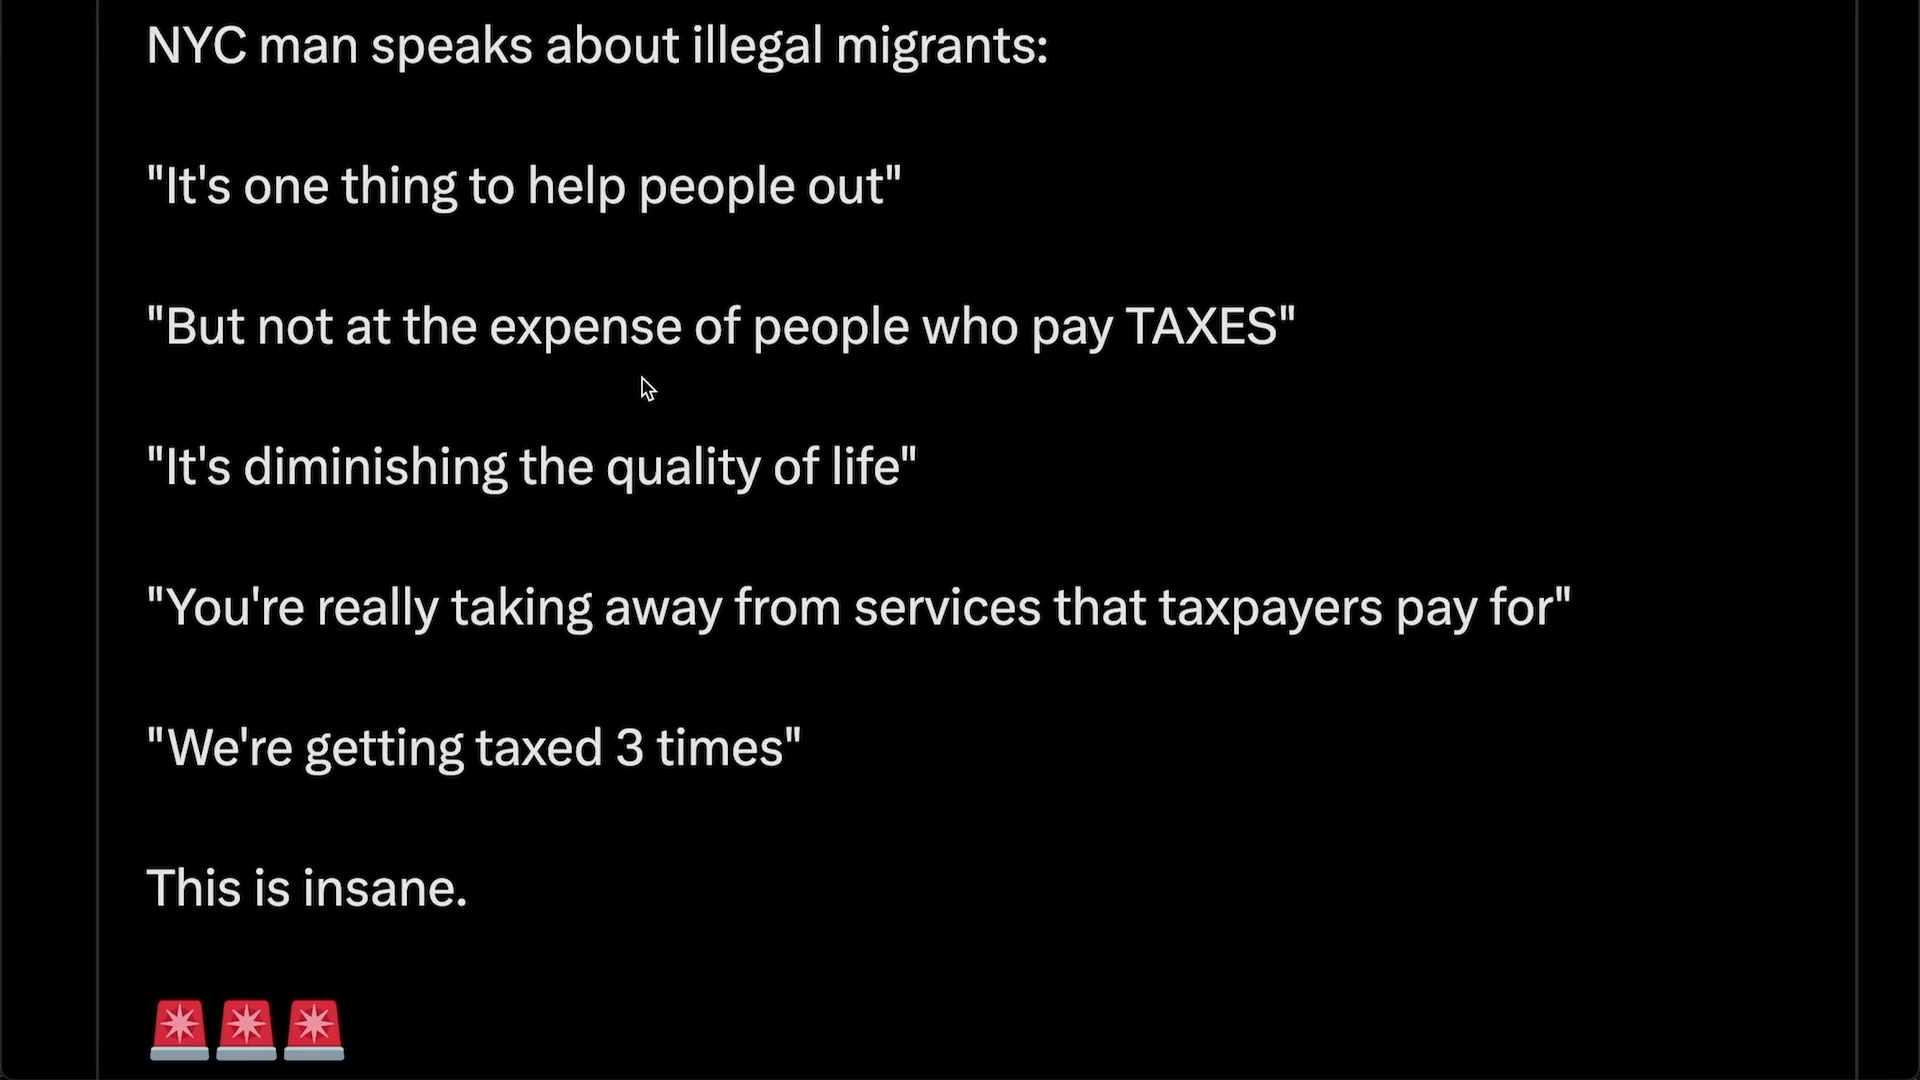 NYC man speaks about illegal migrants:
"It's one thing to help people out"
"But not at the expense of people who pay TAXES"
"It's diminishing the quality of life"
"You're really taking away from services that taxpayers pay for"
"We're getting taxed 3 times"
This is insane.
🚨🚨🚨